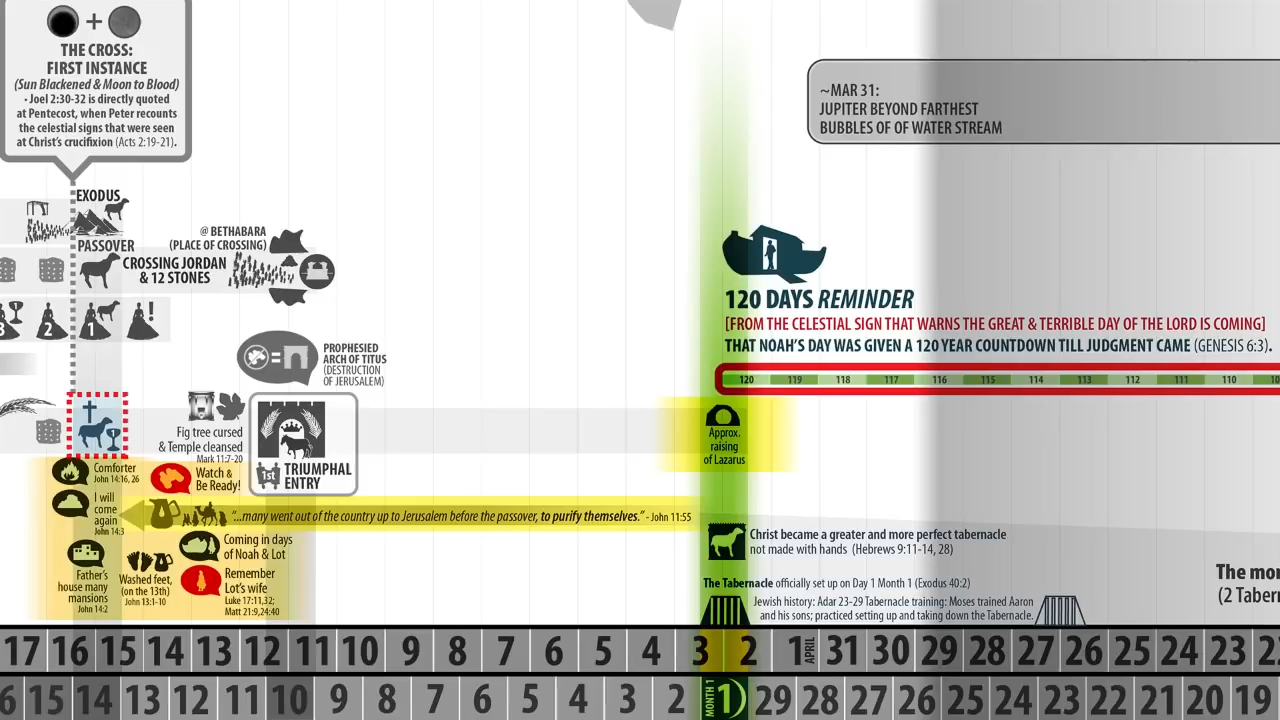 +
THE CROSS:
FIRST INSTANCE
(Sun Blackened & Moon to Blood)
· Joel 2:30-32 is directly quoted
at Pentecost, when Peter recounts
the celestial signs that were seen
at Christ's crucifixion (Acts 2:19-21).
~MAR 31:
JUPITER BEYOND FARTHEST
BUBBLES OF OF WATER STREAM
EXODUS
PASSOVER
@ BETHABARA
(PLACE OF CROSSING)
CROSSING JORDAN
& 12 STONES
3 2 1 !
120 DAYS REMINDER
[FROM THE CELESTIAL SIGN THAT WARNS THE GREAT & TERRIBLE DAY OF THE LORD IS COMING]
THAT NOAH'S DAY WAS GIVEN A 120 YEAR COUNTDOWN TILL JUDGMENT CAME (GENESIS 6:3).
120 119 118 117 116 115 114 113 112 111 110 10
=
PROPHESIED
ARCH OF TITUS
(DESTRUCTION
OF JERUSALEM)
Fig tree cursed
& Temple cleansed
Mark 11:7-20
1st TRIUMPHAL
ENTRY
Approx.
raising
of Lazarus
Comforter
John 14:16, 26
Watch &
Be Ready!
I will
come
again
John 14:3
"...many went out of the country up to Jerusalem before the passover, to purify themselves." - John 11:55
Coming in days
of Noah & Lot
Father's
house many
mansions
John 14:2
Washed feet,
(on the 13th)
John 13:1-10
Remember
Lot's wife
Luke 17:11,32;
Matt 21:9,24:40
Christ became a greater and more perfect tabernacle
not made with hands (Hebrews 9:11-14, 28)
The Tabernacle officially set up on Day 1 Month 1 (Exodus 40:2)
Jewish history: Adar 23-29 Tabernacle training: Moses trained Aaron
and his sons; practiced setting up and taking down the Tabernacle.
The mor
(2 Tabern
17 16 15 14 13 12 11 10 9 8 7 6 5 4 3 2 1 APRIL 31 30 29 28 27 26 25 24 23 22
6 15 14 13 12 11 10 9 8 7 6 5 4 3 2 MONTH 1 1 29 28 27 26 25 24 23 22 21 20 19